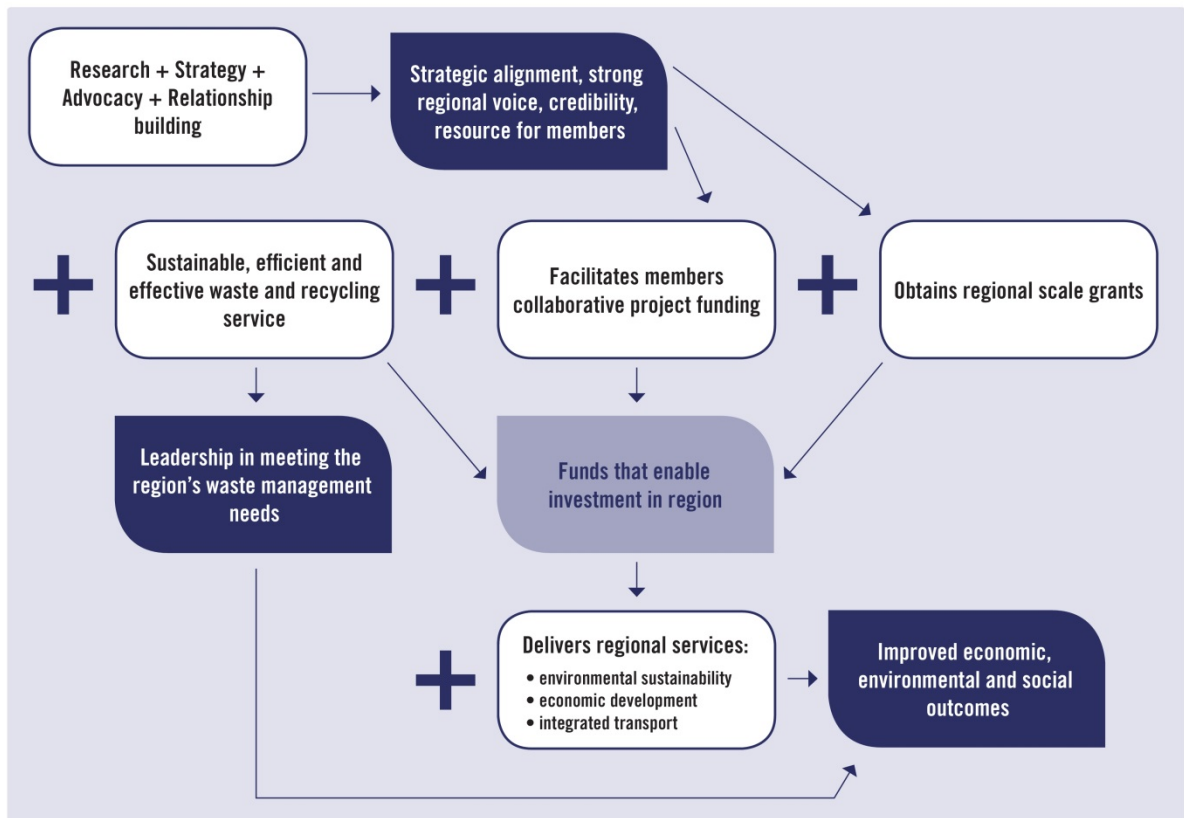 Research + Strategy +
Advocacy + Relationship
building
Strategic alignment, strong
regional voice, credibility,
resource for members
Sustainable, efficient and
effective waste and recycling
service
Facilitates members
collaborative project funding
Obtains regional scale grants
Leadership in meeting the
region’s waste management
needs
Funds that enable
investment in region
Delivers regional services:
• environmental sustainability
• economic development
• integrated transport
Improved economic,
environmental and social
outcomes